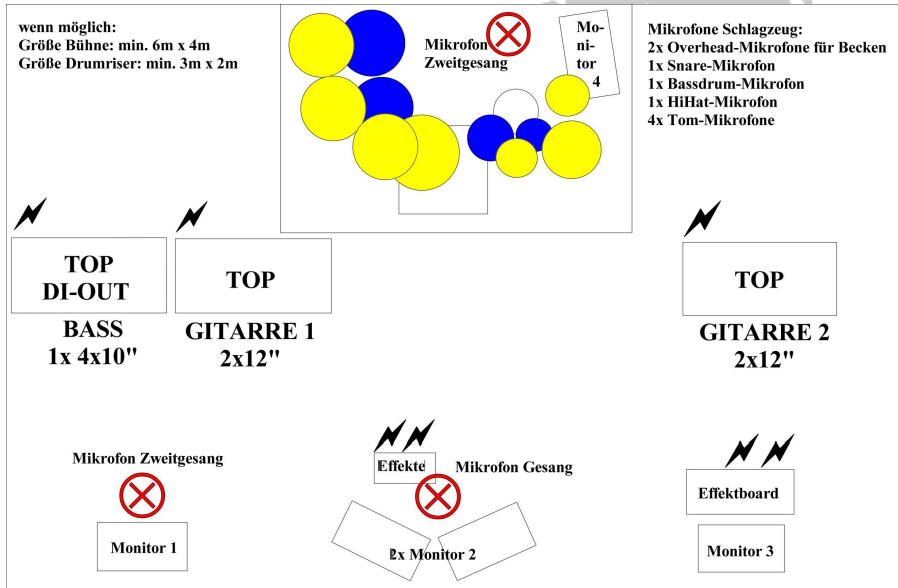 wenn möglich:
Größe Bühne: min. 6m x 4m
Größe Drumriser: min. 3m x 2m
Mikrofon
Zweitgesang
Mo-
ni-
tor
4
Mikrofone Schlagzeug:
2x Overhead-Mikrofone für Becken
1x Snare-Mikrofon
1x Bassdrum-Mikrofon
1x HiHat-Mikrofon
4x Tom-Mikrofone
TOP
DI-OUT
BASS
1x 4x10"
TOP
GITARRE 1
2x12"
TOP
GITARRE 2
2x12"
Mikrofon Zweitgesang
Monitor 1
Effekte
Mikrofon Gesang
2x Monitor 2
Effektboard
Monitor 3